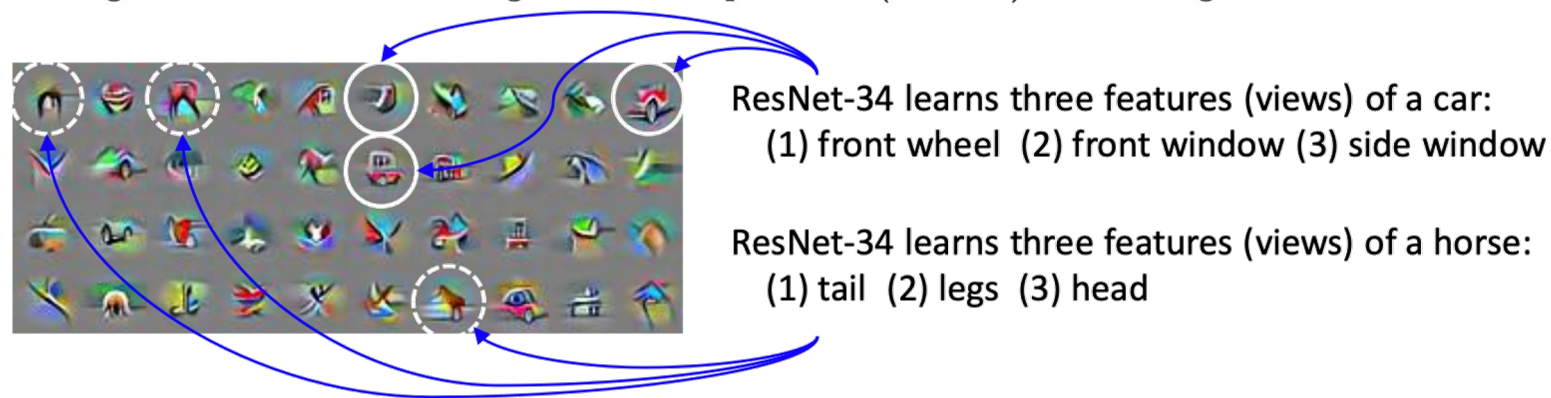 ResNet-34 learns three features (views) of a car:
(1) front wheel (2) front window (3) side window
ResNet-34 learns three features (views) of a horse:
(1) tail (2) legs (3) head